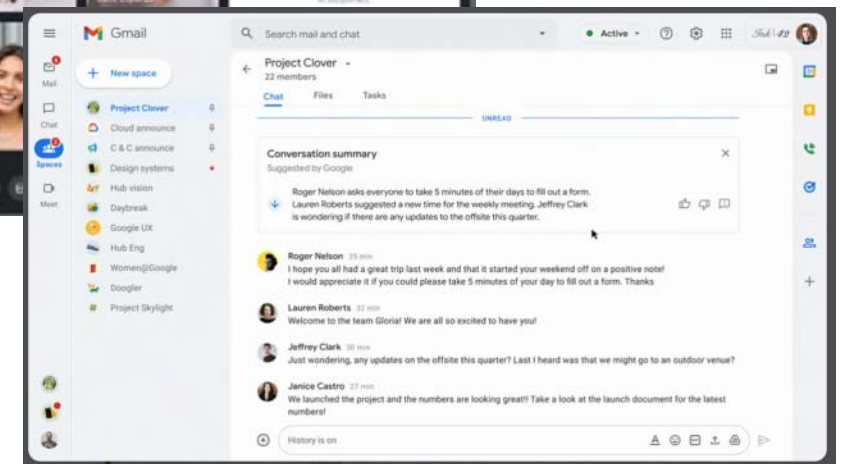 Gmail
Search mail and chat
Active
Mail
New space
Project Clover
22 members
Chat
Files
Tasks
UNREAD
Chat
Spaces
Meet
Project Clover
Cloud announce
C & C announce
Design systems
Hub vision
Daybreak
Google UX
Hub Eng
Women@Google
Doogler
Project Skylight
Conversation summary
Suggested by Google
Roger Nelson asks everyone to take 5 minutes of their days to fill out a form.
Lauren Roberts suggested a new time for the weekly meeting. Jeffrey Clark
is wondering if there are any updates to the offsite this quarter.
Roger Nelson 35 min
I hope you all had a great trip last week and that it started your weekend off on a positive note!
I would appreciate it if you could please take 5 minutes of your day to fill out a form. Thanks
Lauren Roberts 32 min
Welcome to the team Gloria! We are all so excited to have you!
Jeffrey Clark 30 min
Just wondering, any updates on the offsite this quarter? Last I heard was that we might go to an outdoor venue?
Janice Castro 27 min
We launched the project and the numbers are looking great!! Take a look at the launch document for the latest
numbers!
History is on